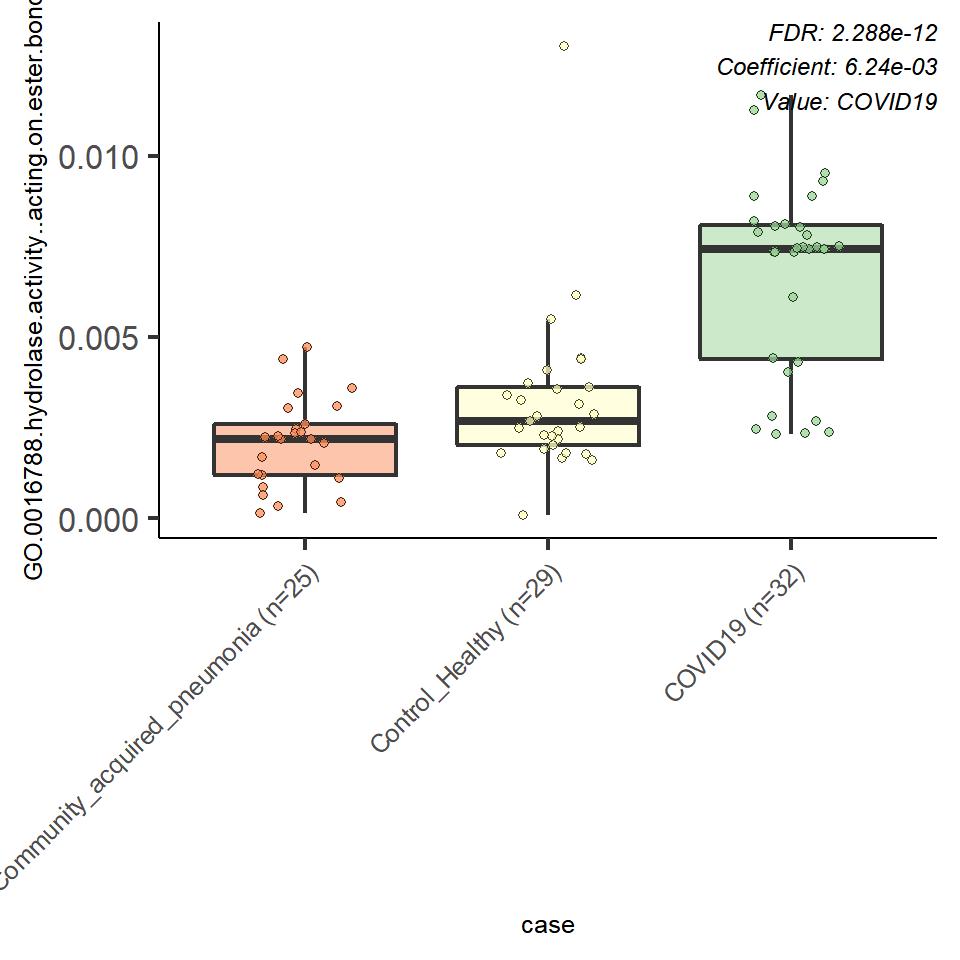 FDR: 2.288e-12
Coefficient: 6.24e-03
Value: COVID19
GO.0016788.hydrolase.activity..acting.on.ester.bond
0.010
0.005
0.000
Community_acquired_pneumonia (n=25)
Control_Healthy (n=29)
COVID19 (n=32)
case